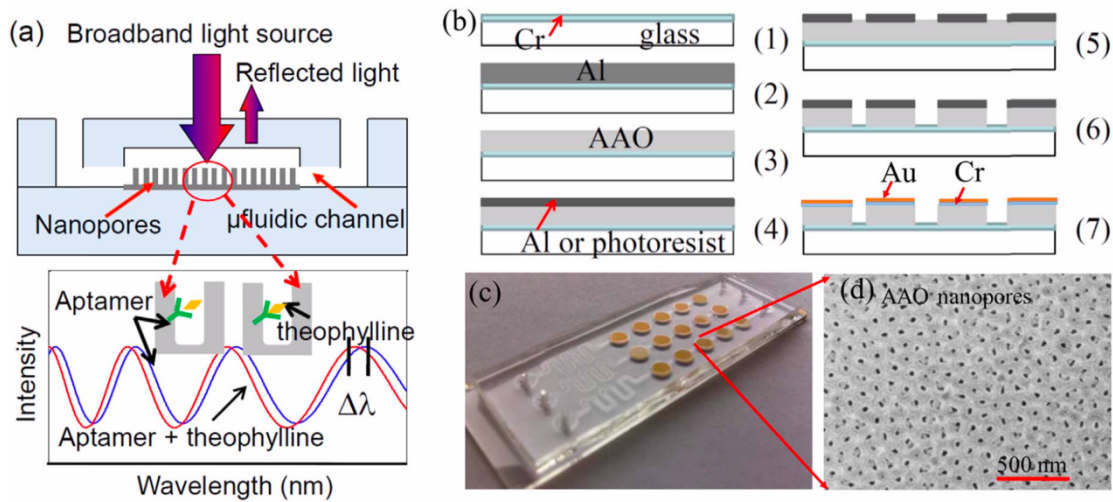 (a)
Broadband light source
Reflected light
Nanopores
μfluidic channel
Aptamer
theophylline
Δλ
Aptamer + theophylline
Intensity
Wavelength (nm)
(b)
Cr
glass
(1)
Al
(2)
AAO
(3)
Al or photoresist
(4)
(5)
(6)
Au
Cr
(7)
(c)
(d)
AAO nanopores
500 nm